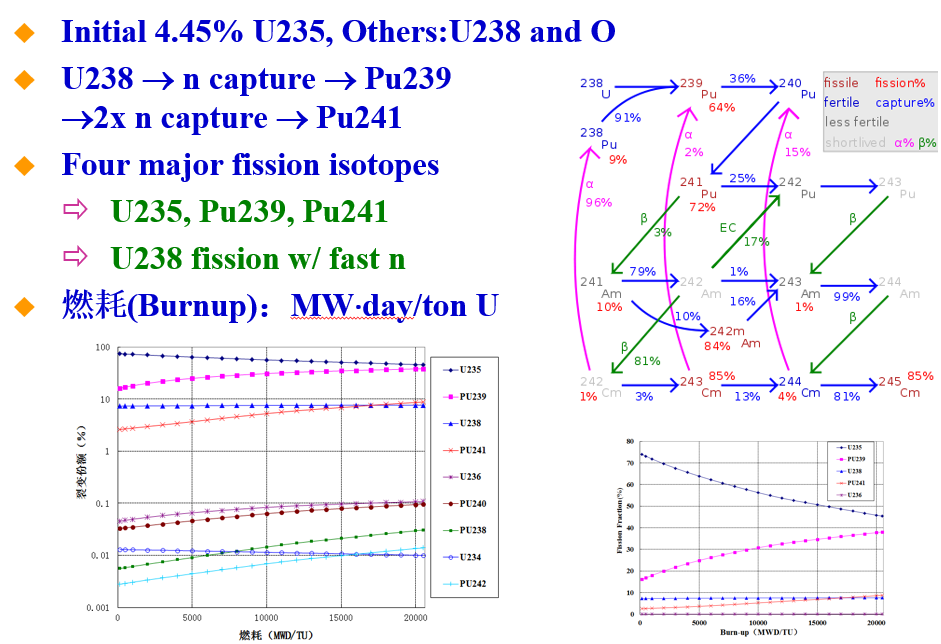 Initial 4.45% U235, Others:U238 and O
U238 → n capture → Pu239
→2x n capture → Pu241
Four major fission isotopes
U235, Pu239, Pu241
U238 fission w/ fast n
燃耗(Burnup)：MW·day/ton U
238
U
91%
239
Pu
64%
36%
240
Pu
fissile fission%
fertile capture%
less fertile
shortlived α% β%
238
Pu
9%
α
2%
α
15%
α
96%
241
Pu
72%
25%
242
Pu
243
Pu
β
3%
EC
17%
β
241
Am
10%
79%
242
Am
1%
243
Am
1%
99%
244
Am
10%
16%
242m
Am
84%
β
81%
β
242
Cm
1%
3%
243
Cm
85%
13%
244
Cm
4%
81%
245
Cm
85%
100
10
1
0.1
0.01
0.001
裂变份额（%）
0
5000
10000
15000
20000
燃耗（MWD/TU）
U235
PU239
U238
PU241
U236
PU240
PU238
U234
PU242
80
70
60
50
40
30
20
10
0
Fission Fraction(%)
0
5000
10000
15000
20000
Burn-up（MWD/TU）
U235
PU239
U238
PU241
U236